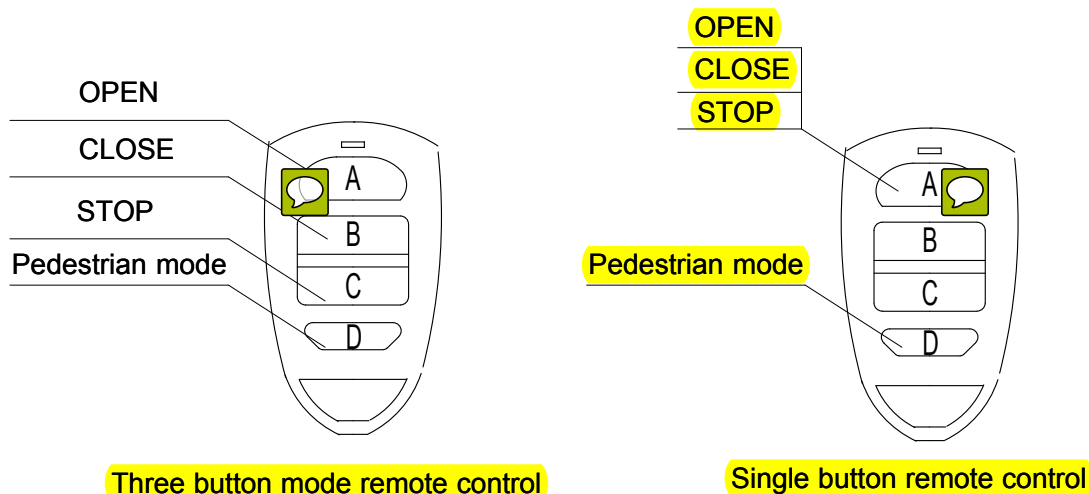 OPEN
CLOSE
STOP
Pedestrian mode
A
B
C
D
Three button mode remote control
OPEN
CLOSE
STOP
Pedestrian mode
A
B
C
D
Single button remote control